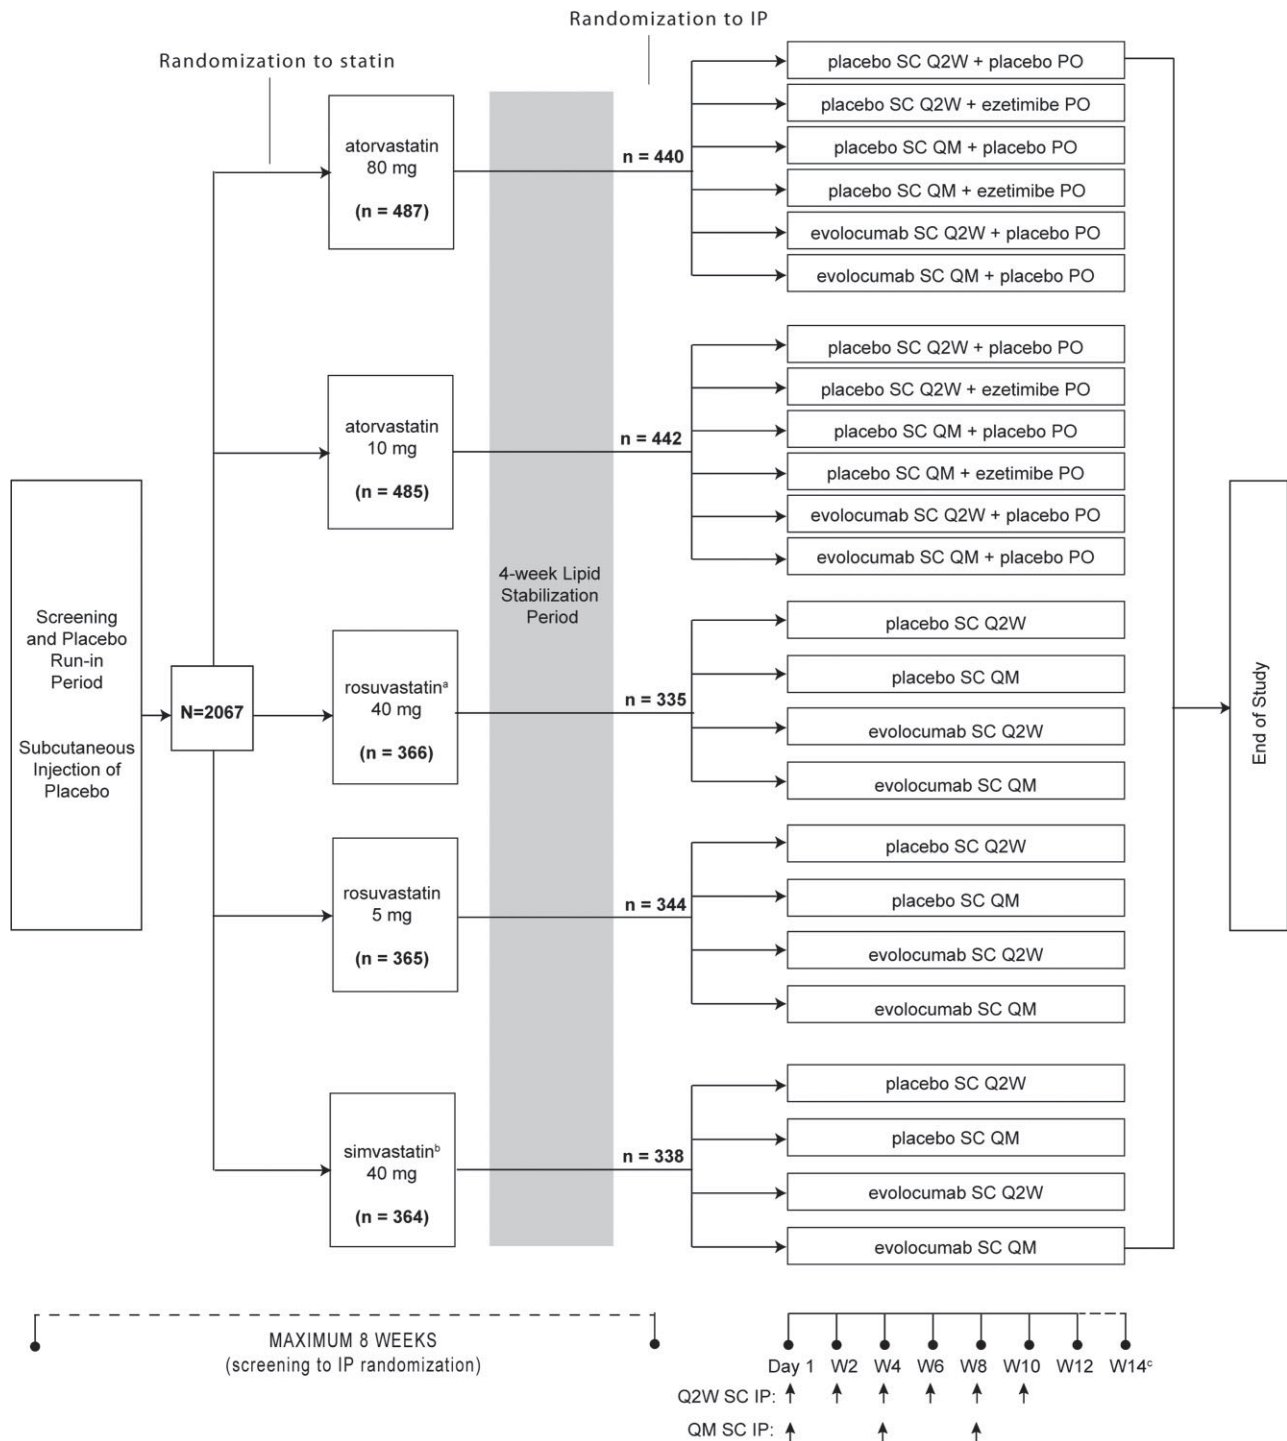 Randomization to IP
Randomization to statin
placebo SC Q2W + placebo PO
placebo SC Q2W + ezetimibe PO
placebo SC QM + placebo PO
placebo SC QM + ezetimibe PO
evolocumab SC Q2W + placebo PO
evolocumab SC QM + placebo PO
atorvastatin
80 mg
(n = 487)
n = 440
placebo SC Q2W + placebo PO
placebo SC Q2W + ezetimibe PO
placebo SC QM + placebo PO
placebo SC QM + ezetimibe PO
evolocumab SC Q2W + placebo PO
evolocumab SC QM + placebo PO
atorvastatin
10 mg
(n = 485)
n = 442
4-week Lipid
Stabilization
Period
Screening
and Placebo
Run-in
Period
Subcutaneous
Injection of
Placebo
N=2067
rosuvastatinᵃ
40 mg
(n = 366)
n = 335
placebo SC Q2W
placebo SC QM
evolocumab SC Q2W
evolocumab SC QM
End of Study
rosuvastatin
5 mg
(n = 365)
n = 344
placebo SC Q2W
placebo SC QM
evolocumab SC Q2W
evolocumab SC QM
simvastatinᵇ
40 mg
(n = 364)
n = 338
placebo SC Q2W
placebo SC QM
evolocumab SC Q2W
evolocumab SC QM
MAXIMUM 8 WEEKS
(screening to IP randomization)
Day 1 W2 W4 W6 W8 W10 W12 W14ᶜ
Q2W SC IP:
QM SC IP: